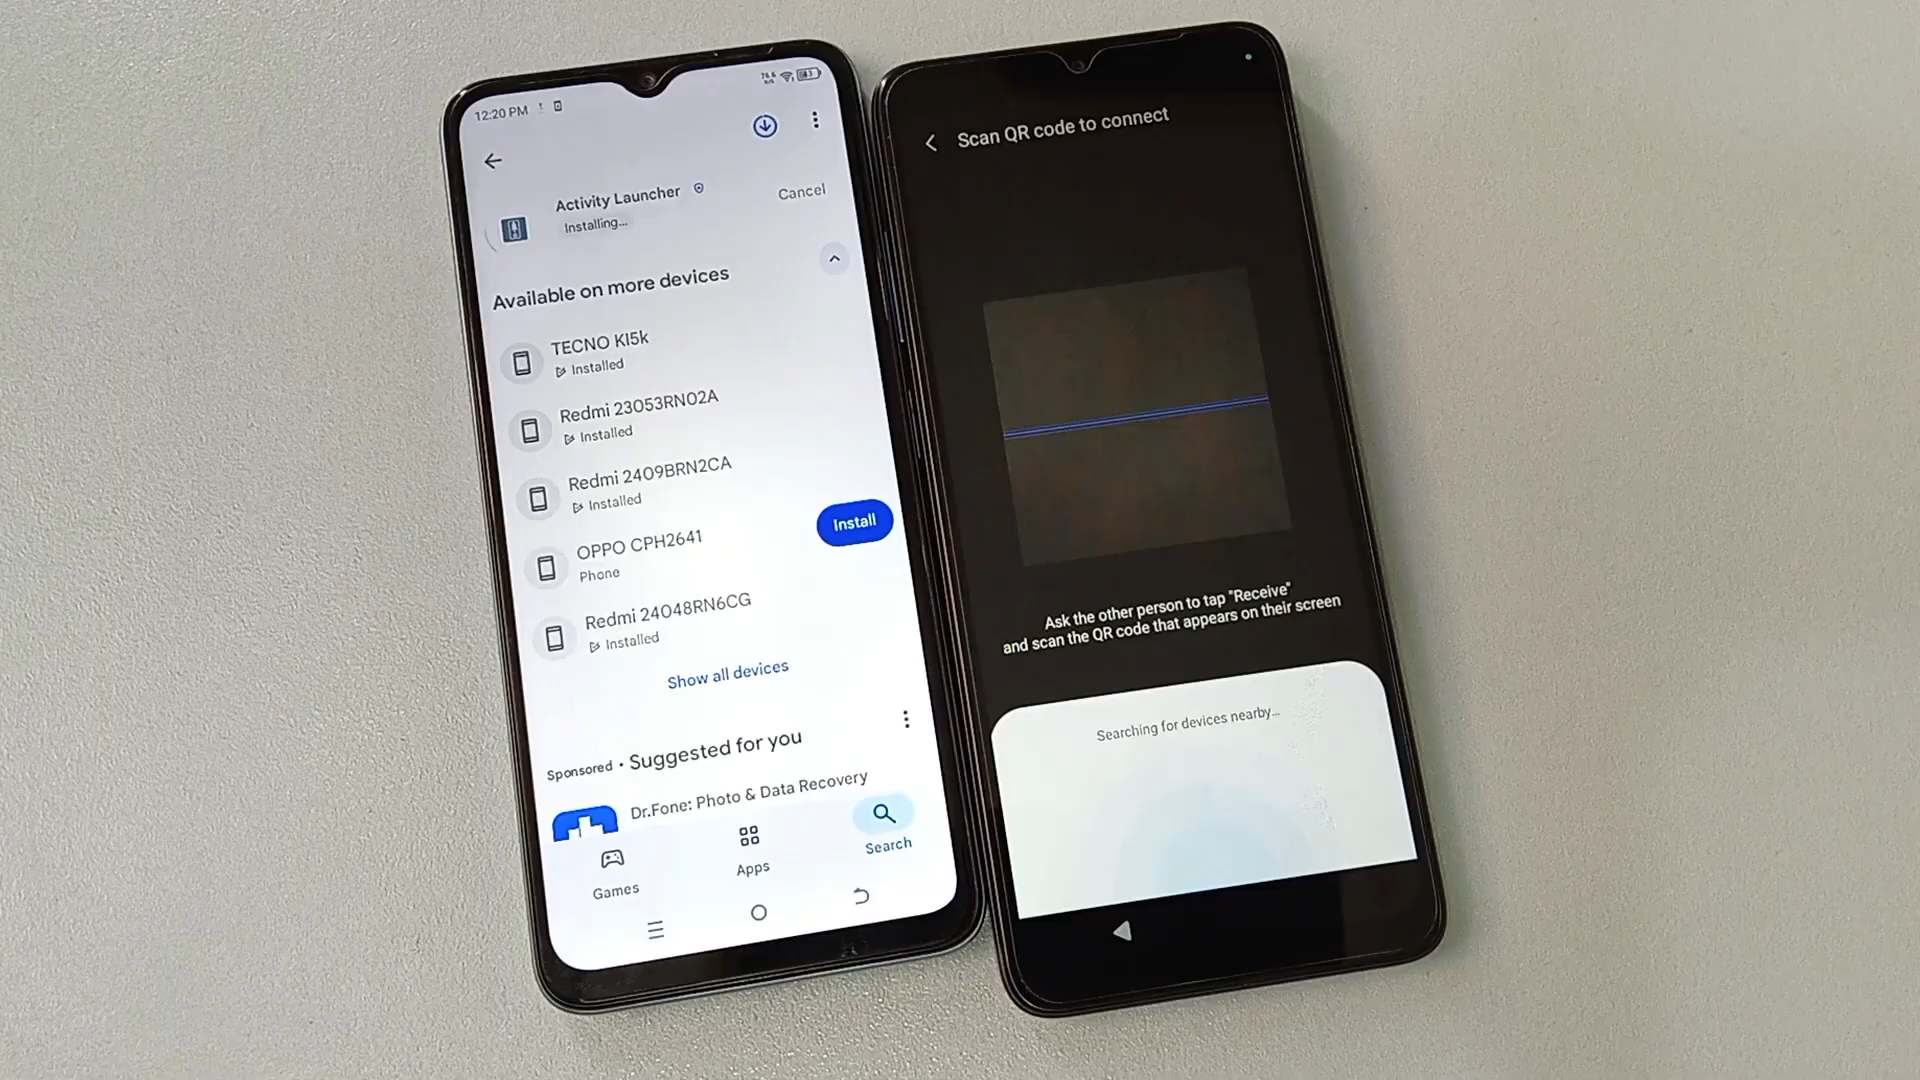 12:20 PM
76.6
K/S
Activity Launcher
Cancel
Installing...
Available on more devices
TECNO KI5k
Installed
Redmi 23053RN02A
Installed
Redmi 2409BRN2CA
Installed
OPPO CPH2641
Phone
Install
Redmi 24048RN6CG
Installed
Show all devices
Sponsored • Suggested for you
Dr.Fone: Photo & Data Recovery
Games
Apps
Search
Scan QR code to connect
Ask the other person to tap "Receive"
and scan the QR code that appears on their screen
Searching for devices nearby...